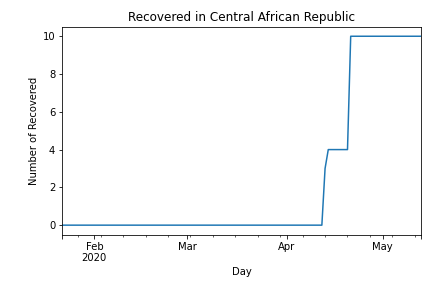 Recovered in Central African Republic
Number of Recovered
10
8
6
4
2
0
Feb
2020
Mar
Apr
May
Day